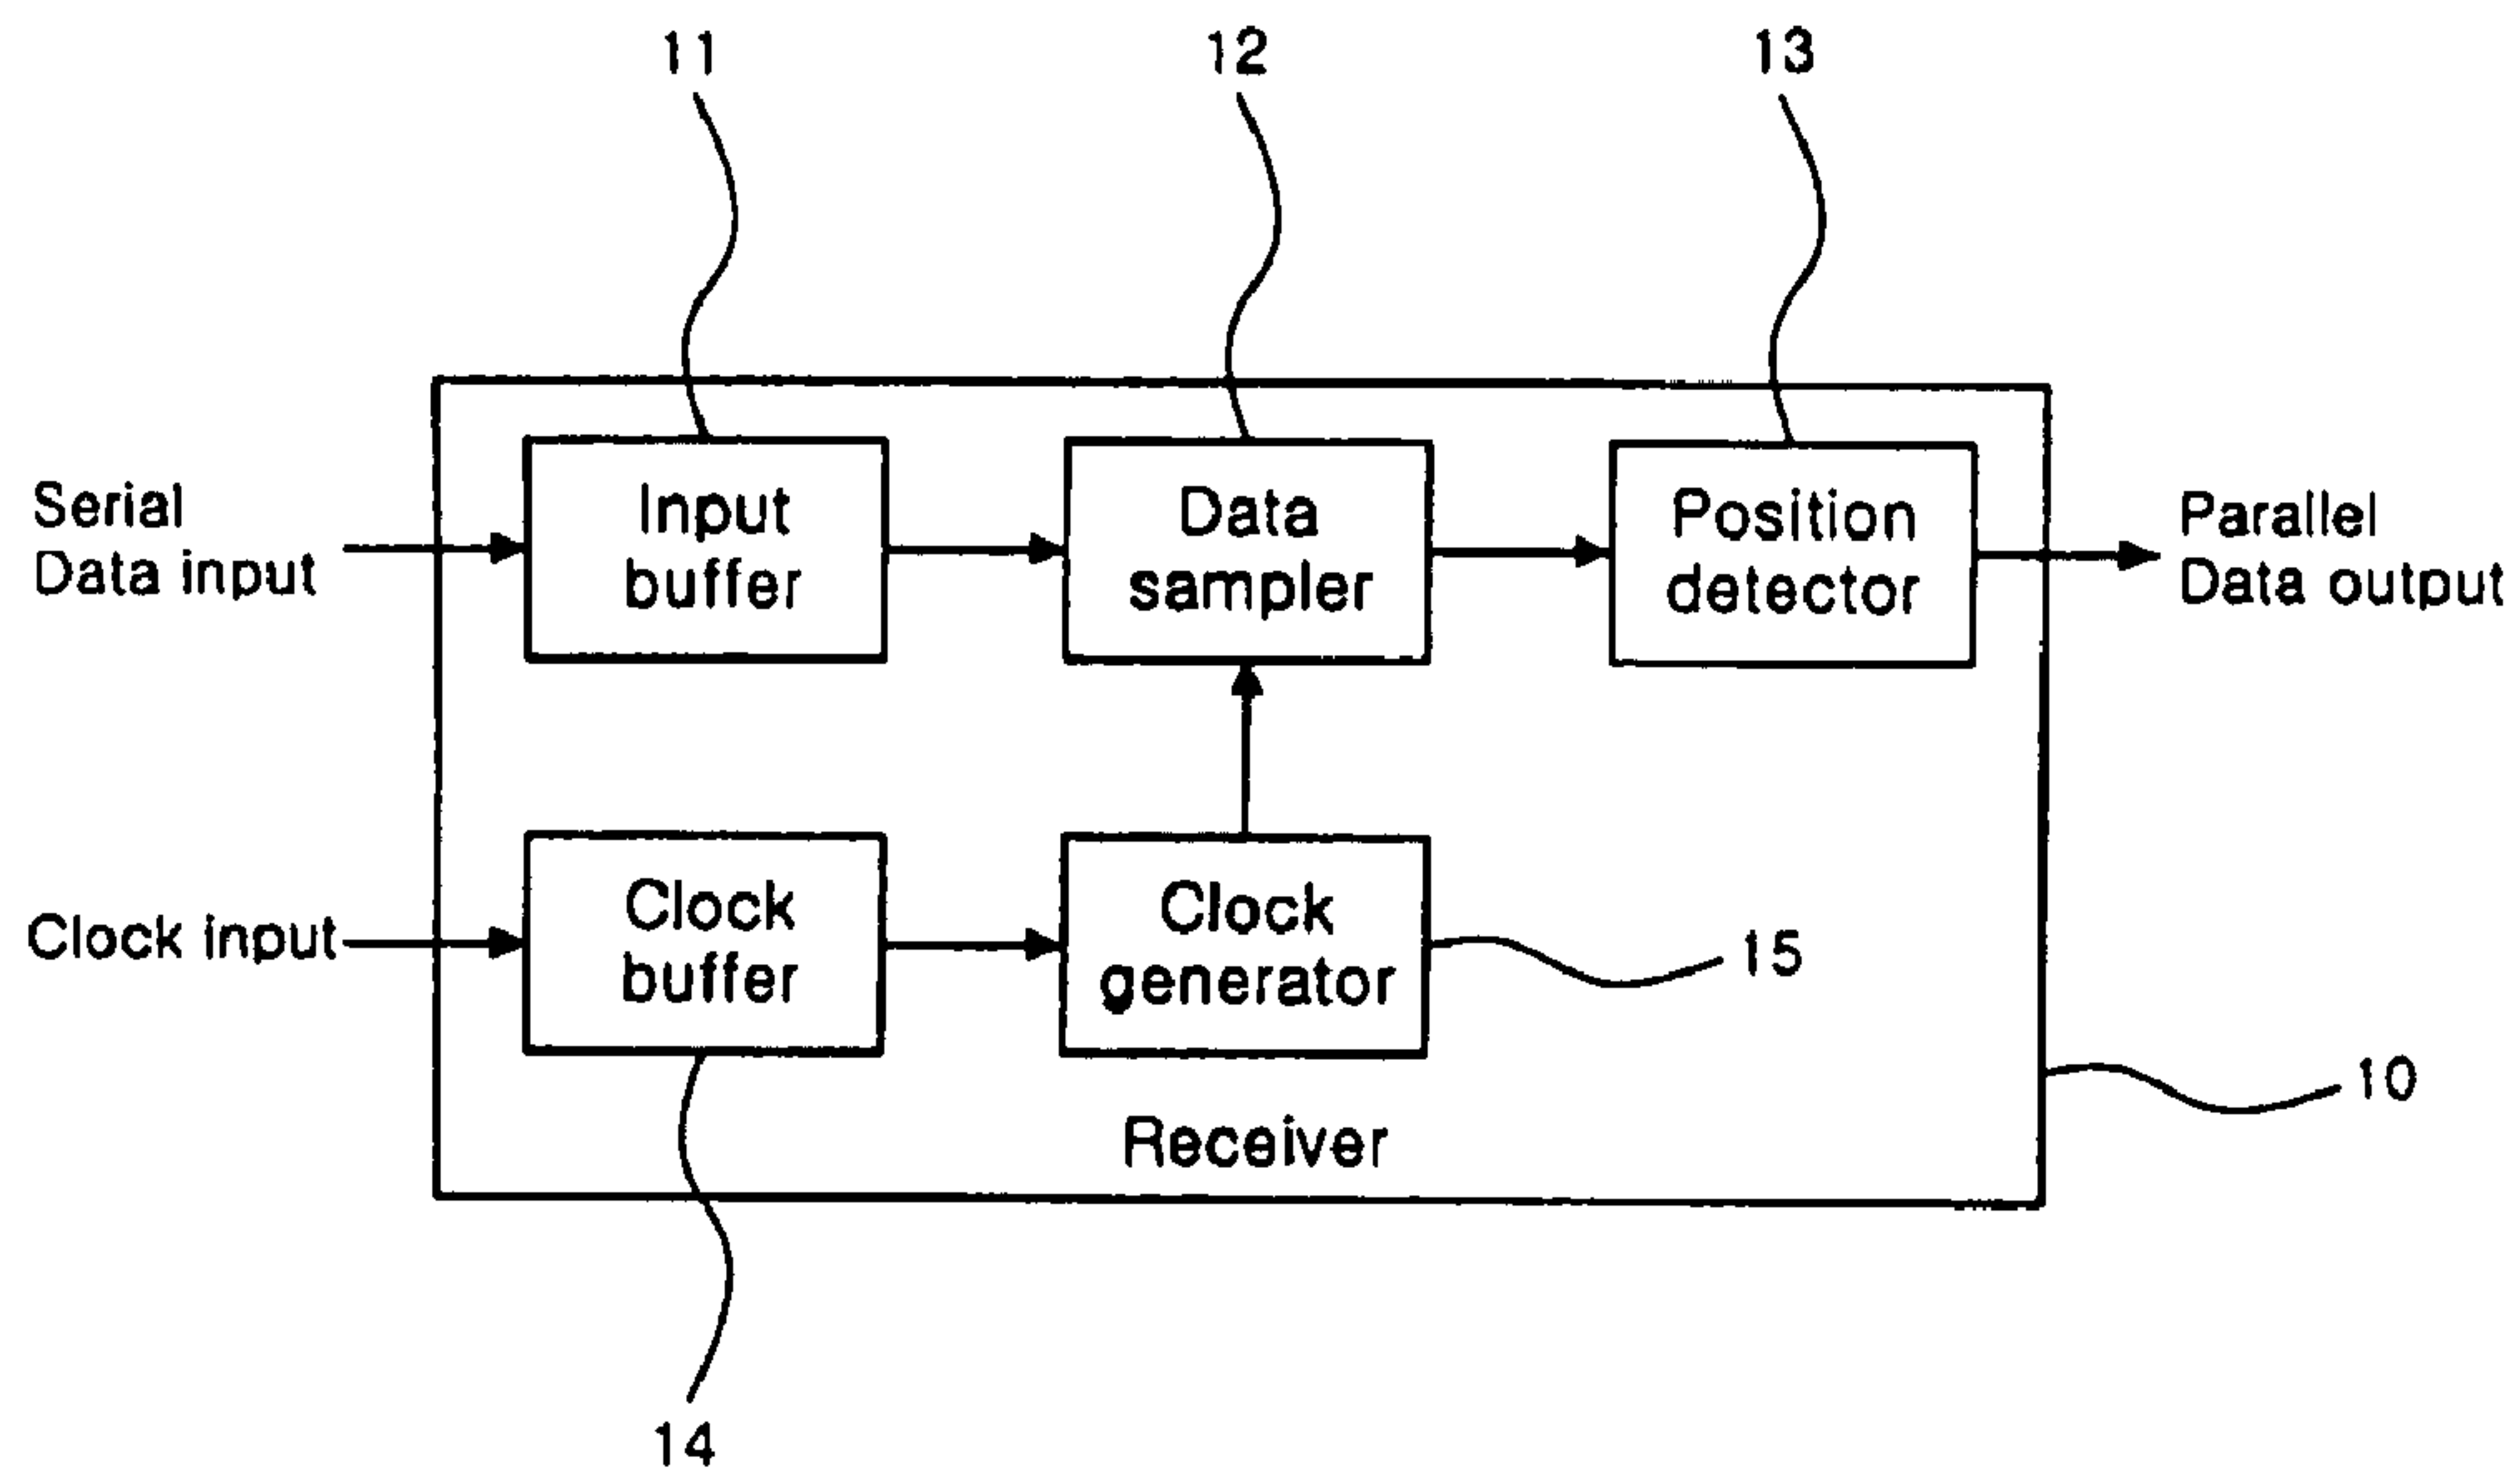 11
12
13
Serial
Data input
Input
buffer
Data
sampler
Position
detector
Parallel
Data output
Clock input
Clock
buffer
Clock
generator
15
10
Receiver
14